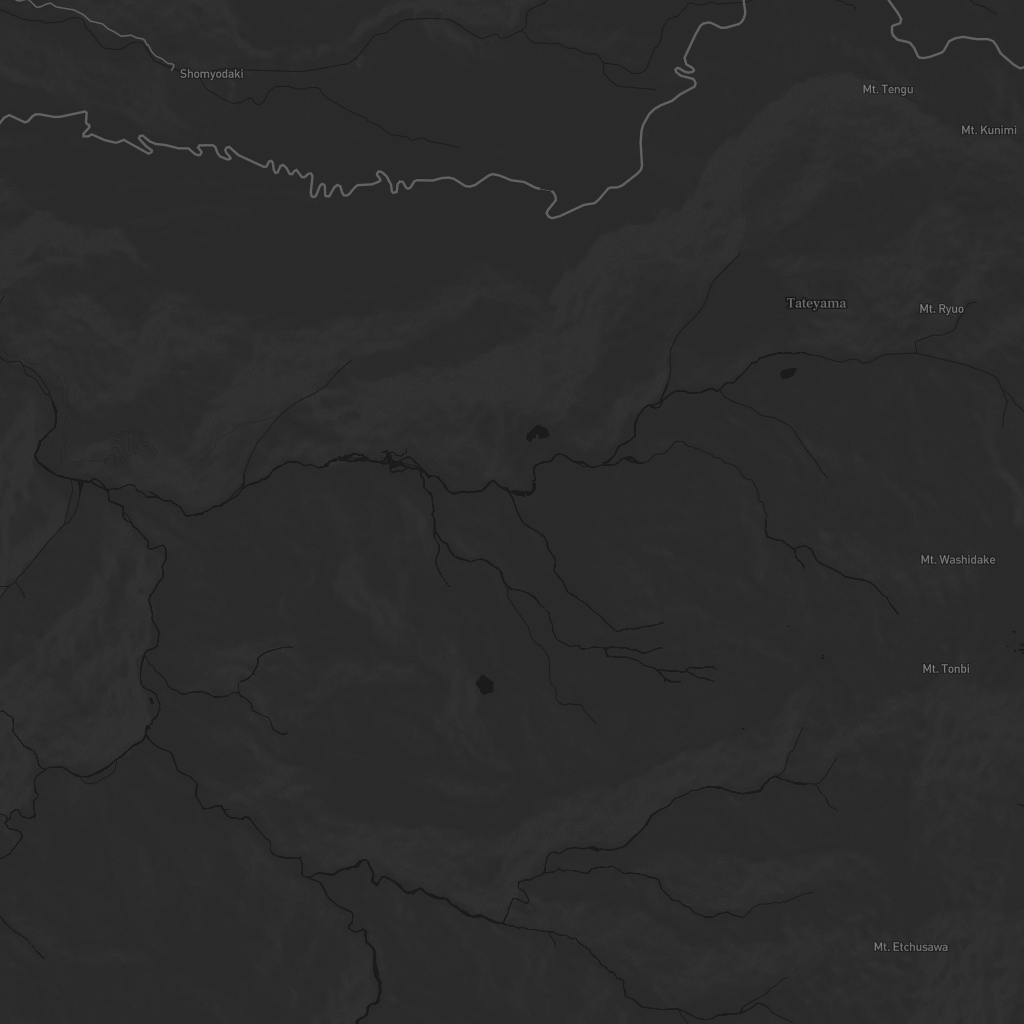 Shomyodaki
Mt. Tengu
Mt. Kunimi
Tateyama
Mt. Ryuo
Mt. Washidake
Mt. Tonbi
Mt. Etchusawa